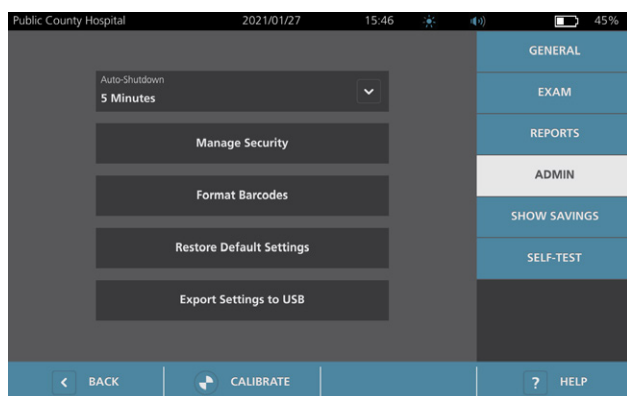 Public County Hospital 2021/01/27 15:46 45%
GENERAL
Auto-Shutdown
5 Minutes
EXAM
Manage Security
REPORTS
ADMIN
Format Barcodes
SHOW SAVINGS
Restore Default Settings
SELF-TEST
Export Settings to USB
BACK CALIBRATE ? HELP